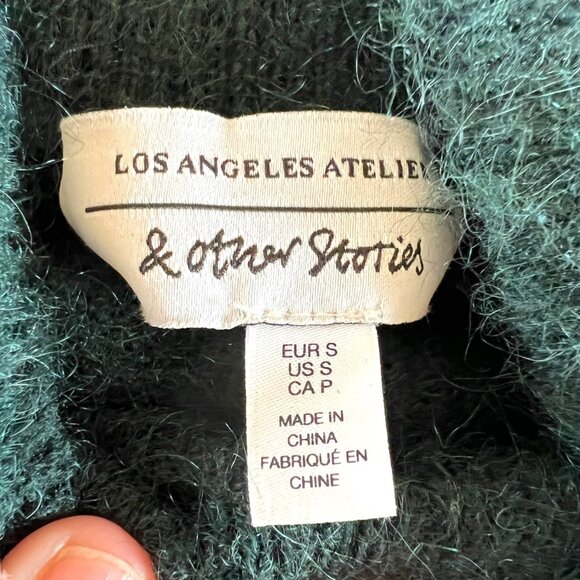 LOS ANGELES ATELIER
& Other Stories
EUR S
US S
CA P
MADE IN
CHINA
FABRIQUÉ EN
CHINE